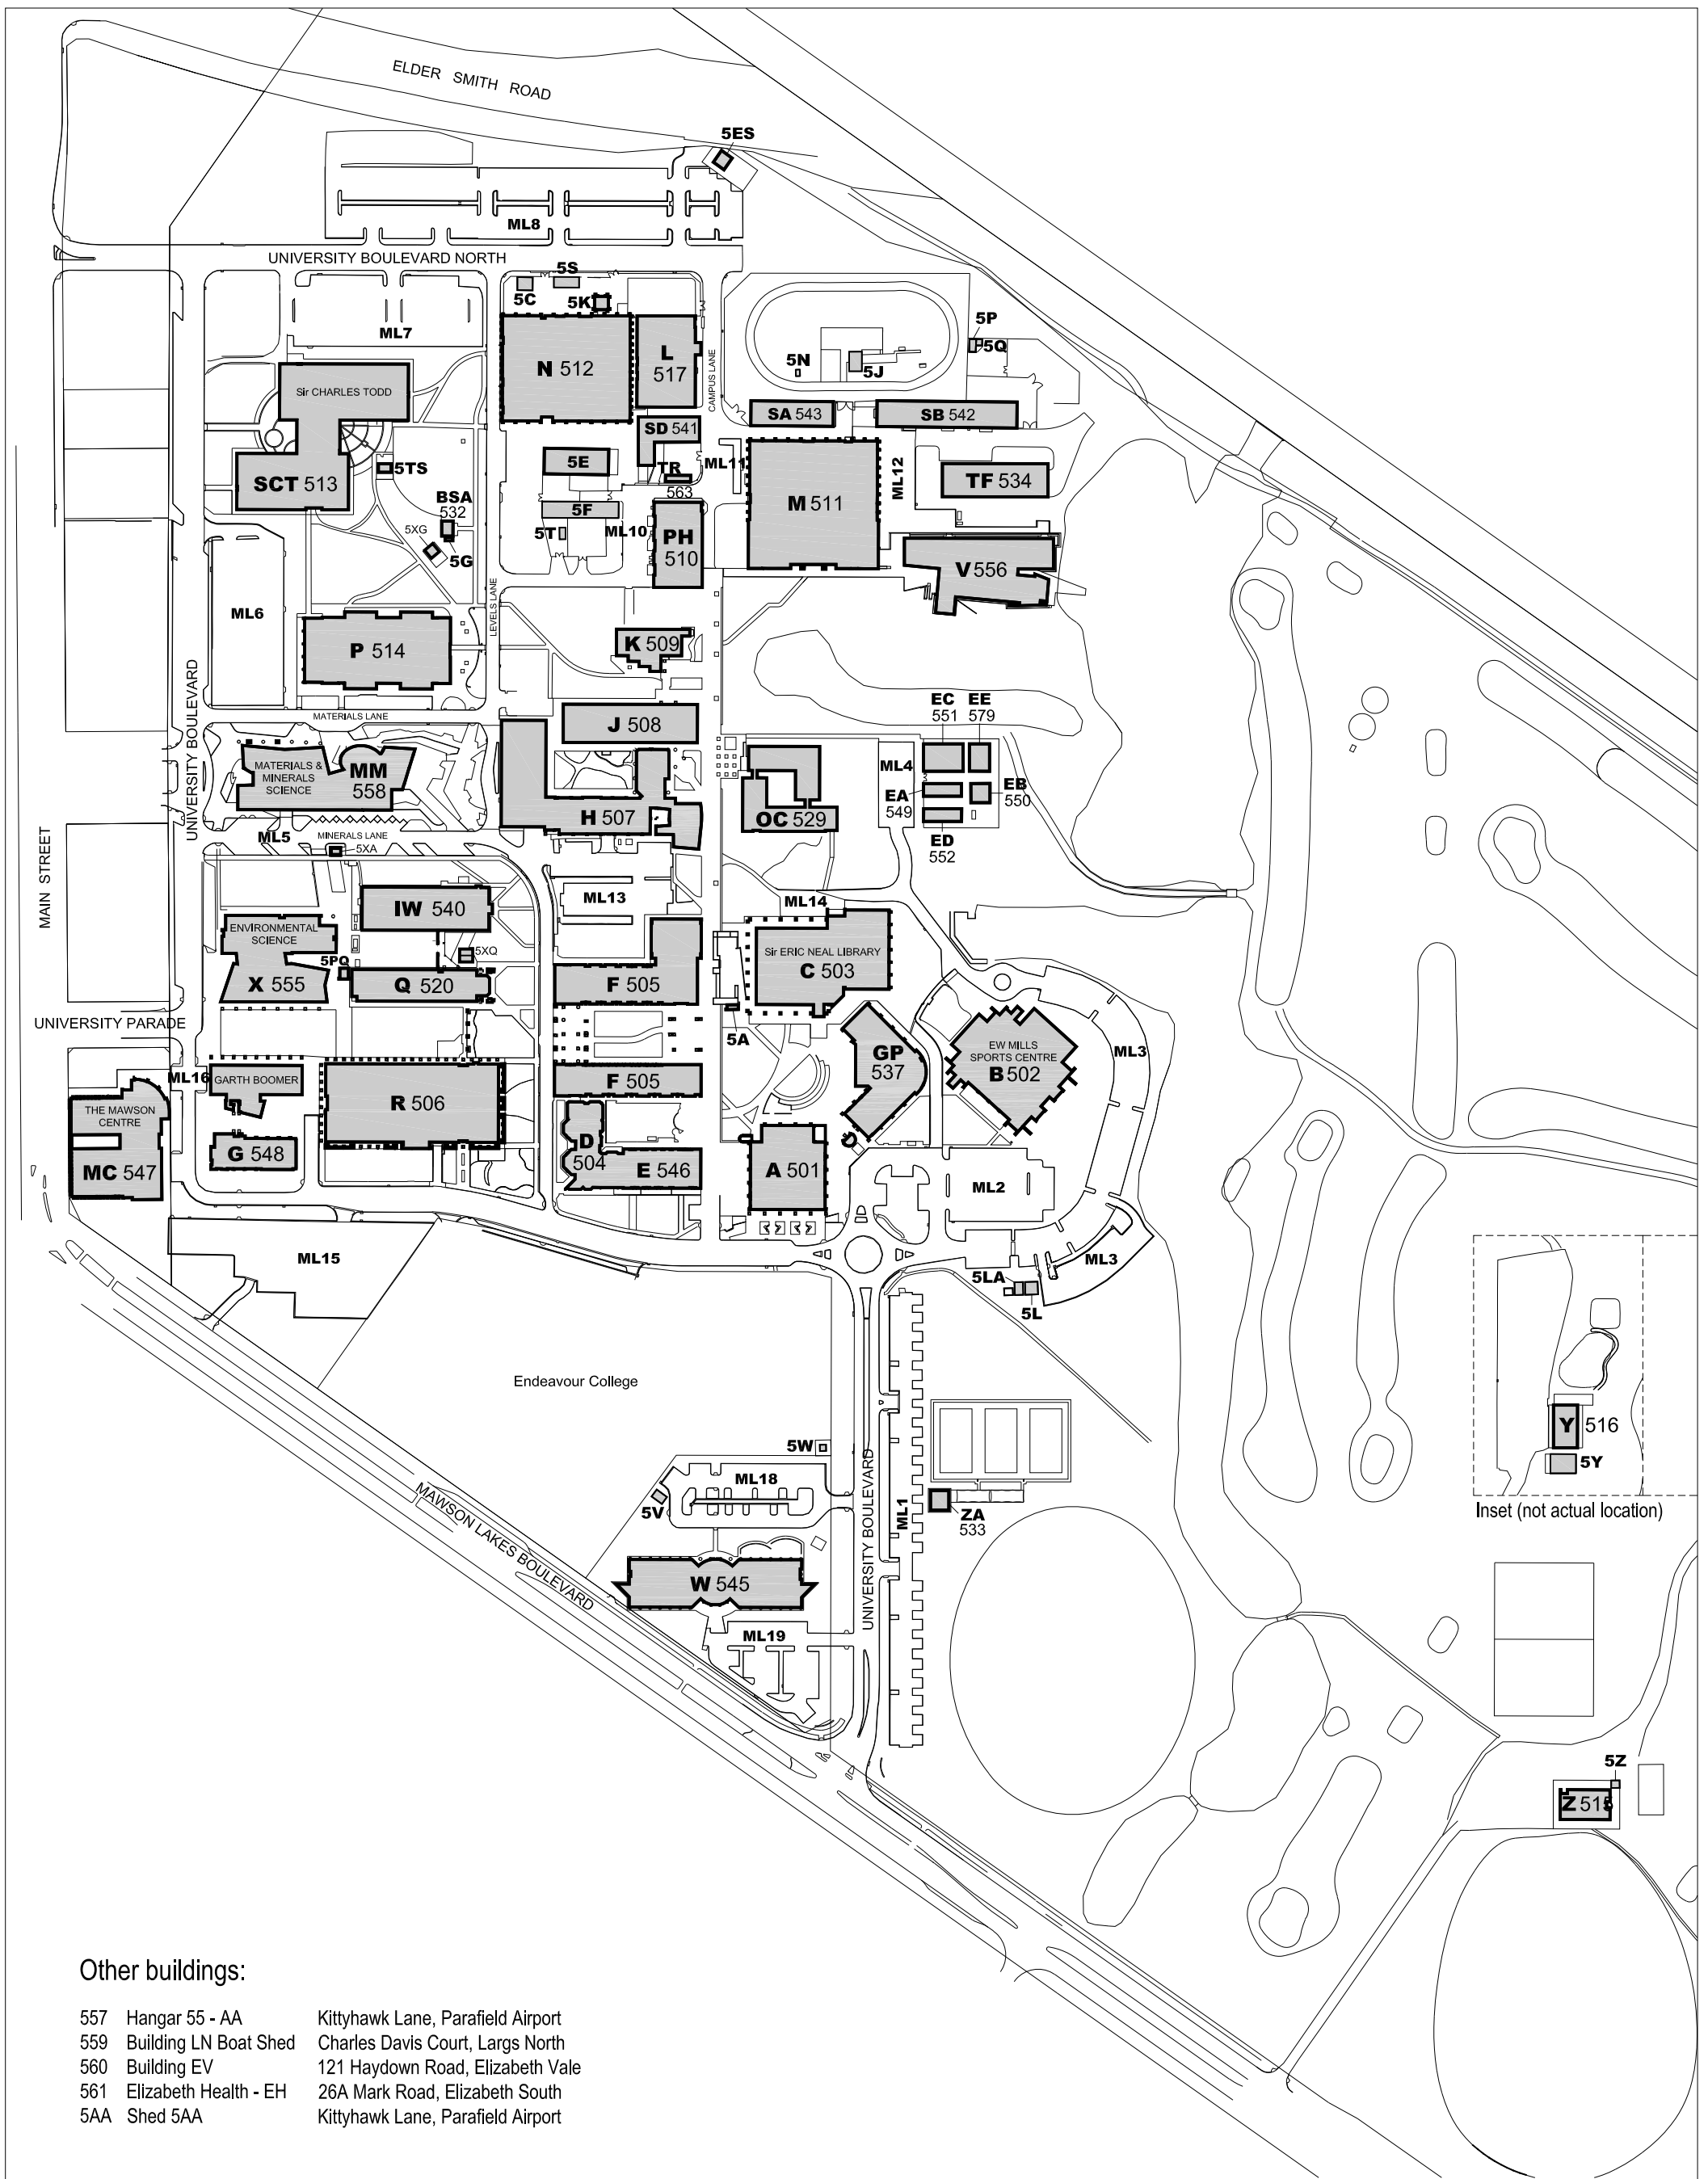 ELDER SMITH ROAD
5ES
ML8
UNIVERSITY BOULEVARD NORTH
5S
5C
5K
ML7
5P
5Q
N 512
L
517
CAMPUS LANE
5N
5J
Sir CHARLES TODD
SA 543
SB 542
SD 541
5E
5TS
TR
563
ML11
ML12
TF 534
SCT 513
BSA
532
M 511
5XG
5G
5F
5T
ML10
PH
510
V 556
LEVELS LANE
ML6
P 514
K 509
UNIVERSITY BOULEVARD
MATERIALS LANE
J 508
EC
551
EE
579
MATERIALS &
MINERALS
SCIENCE
MM
558
ML4
EA
549
EB
550
H 507
OC 529
ML5
MINERALS LANE
5XA
ED
552
MAIN STREET
ML13
ML14
IW 540
ENVIRONMENTAL
SCIENCE
5XQ
5PQ
Sir ERIC NEAL LIBRARY
C 503
X 555
Q 520
F 505
5A
UNIVERSITY PARADE
EW MILLS
SPORTS CENTRE
B 502
GP
537
ML3
ML16
GARTH BOOMER
F 505
R 506
THE MAWSON
CENTRE
MC 547
G 548
D
504
E 546
A 501
ML2
ML15
ML3
5LA
5L
Endeavour College
Y 516
5Y
Inset (not actual location)
5W
ML18
5V
UNIVERSITY BOULEVARD
ML1
ZA
533
MAWSON LAKES BOULEVARD
W 545
ML19
5Z
Z 515
Other buildings:
557 Hangar 55 - AA Kittyhawk Lane, Parafield Airport
559 Building LN Boat Shed Charles Davis Court, Largs North
560 Building EV 121 Haydown Road, Elizabeth Vale
561 Elizabeth Health - EH 26A Mark Road, Elizabeth South
5AA Shed 5AA Kittyhawk Lane, Parafield Airport